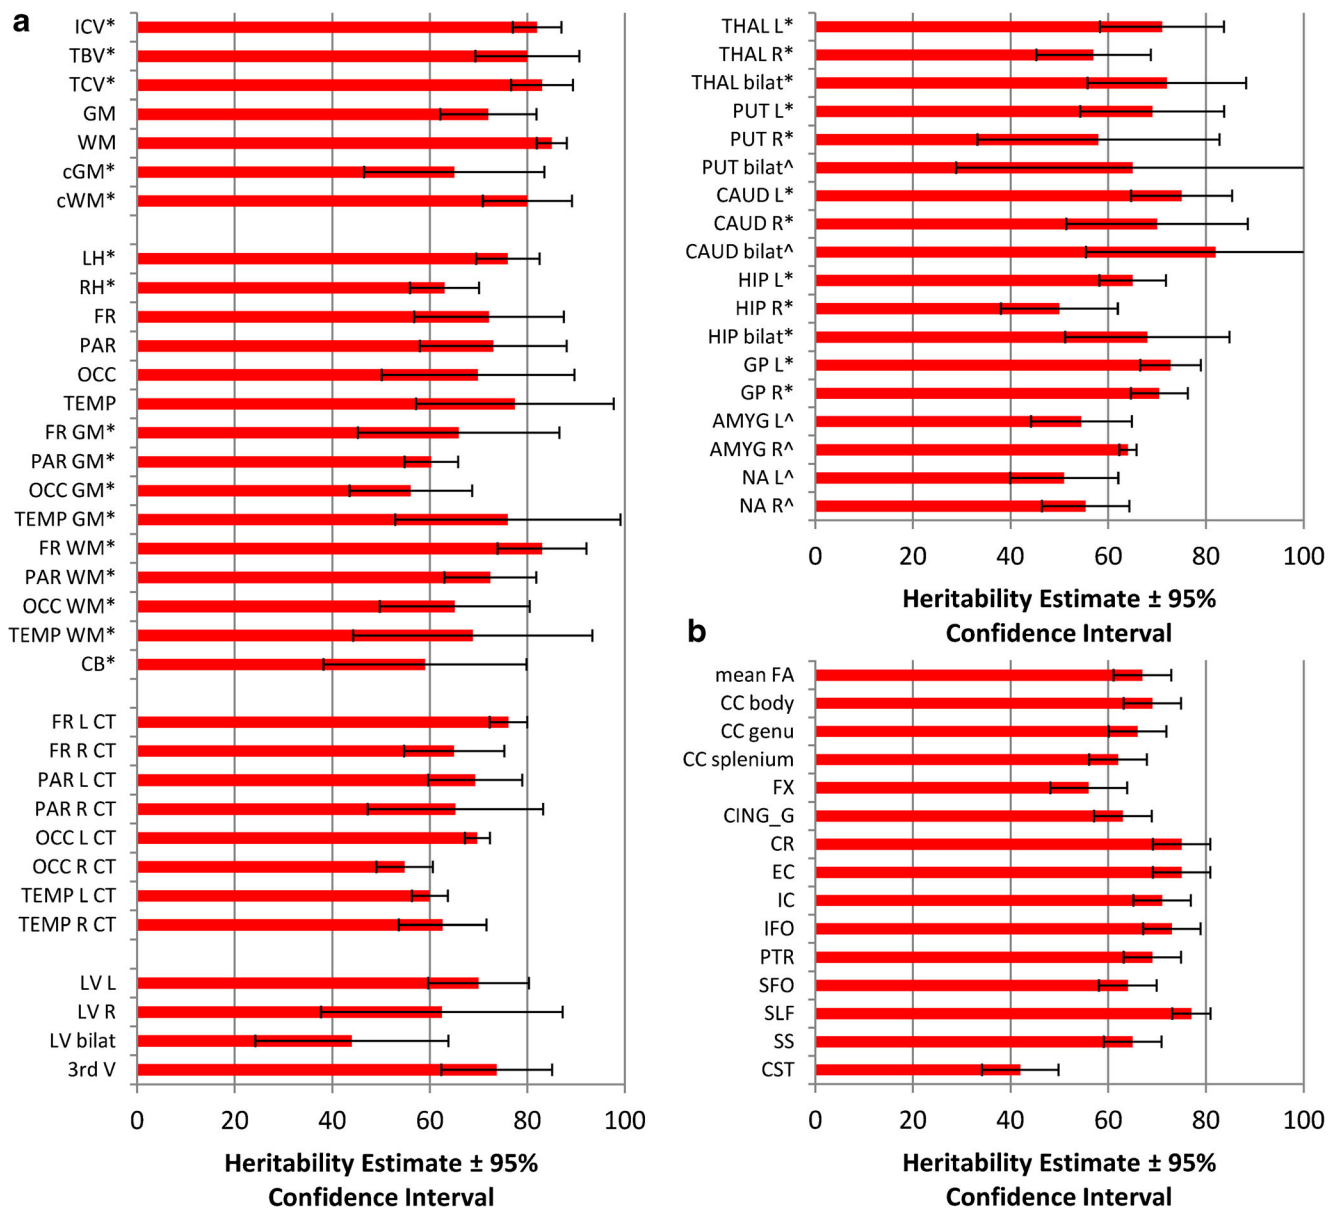 a
ICV*
TBV*
TCV*
GM
WM
cGM*
cWM*
LH*
RH*
FR
PAR
OCC
TEMP
FR GM*
PAR GM*
OCC GM*
TEMP GM*
FR WM*
PAR WM*
OCC WM*
TEMP WM*
CB*
FR L CT
FR R CT
PAR L CT
PAR R CT
OCC L CT
OCC R CT
TEMP L CT
TEMP R CT
LV L
LV R
LV bilat
3rd V
0 20 40 60 80 100
Heritability Estimate ± 95%
Confidence Interval
THAL L*
THAL R*
THAL bilat*
PUT L*
PUT R*
PUT bilat^
CAUD L*
CAUD R*
CAUD bilat^
HIP L*
HIP R*
HIP bilat*
GP L*
GP R*
AMYG L^
AMYG R^
NA L^
NA R^
0 20 40 60 80 100
Heritability Estimate ± 95%
Confidence Interval
b
mean FA
CC body
CC genu
CC splenium
FX
CING_G
CR
EC
IC
IFO
PTR
SFO
SLF
SS
CST
0 20 40 60 80 100
Heritability Estimate ± 95%
Confidence Interval